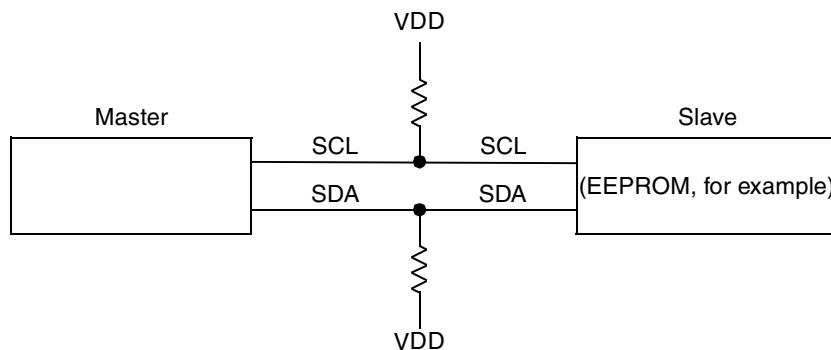 VDD
Master
Slave
SCL
SCL
(EEPROM, for example)
SDA
SDA
VDD